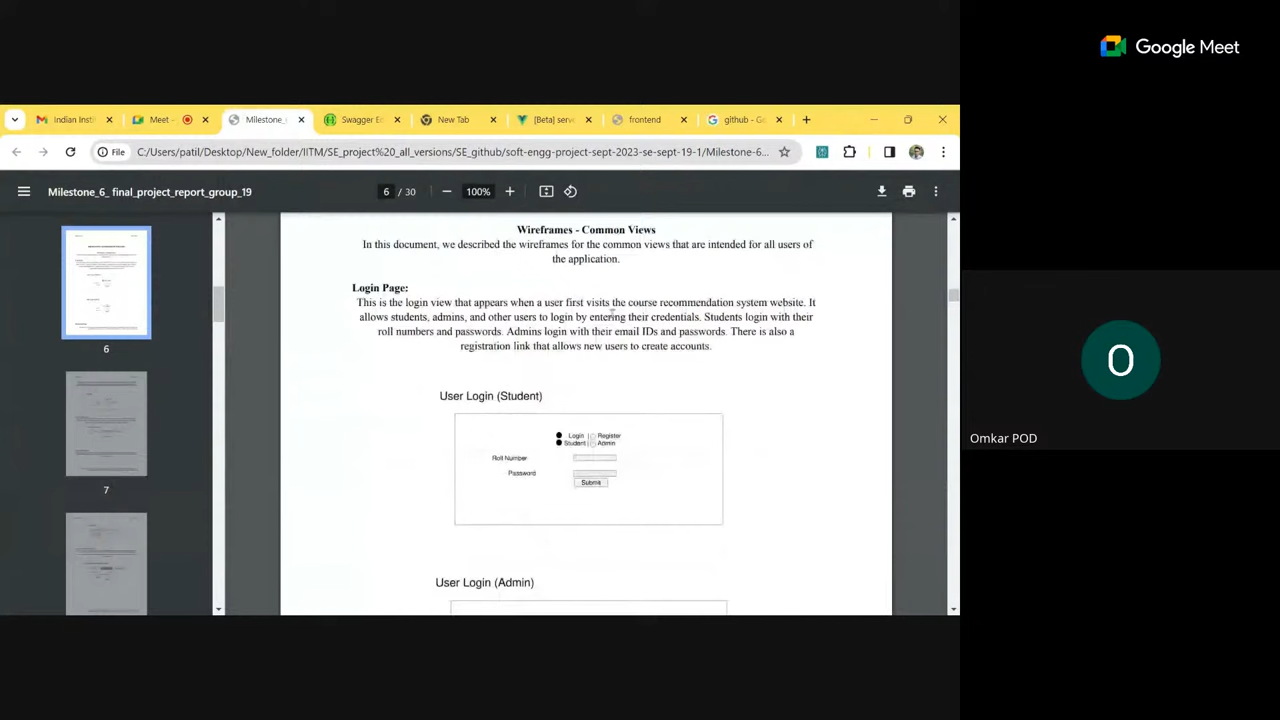 Google Meet
Indian Insti
Meet -
Milestone_
Swagger E
New Tab
[Beta] serve
frontend
github - Go
File
C:/Users/patil/Desktop/New_folder/IITM/SE_project%20_all_versions/SE_github/soft-engg-project-sept-2023-se-sept-19-1/Milestone-6...
Milestone_6_ final_project_report_group_19
6 / 30
100%
Wireframes - Common Views
In this document, we described the wireframes for the common views that are intended for all users of
the application.
Login Page:
This is the login view that appears when a user first visits the course recommendation system website. It
allows students, admins, and other users to login by entering their credentials. Students login with their
roll numbers and passwords. Admins login with their email IDs and passwords. There is also a
registration link that allows new users to create accounts.
User Login (Student)
Login Register
Student Admin
Roll Number
Password
Submit
User Login (Admin)
6
7
O
Omkar POD